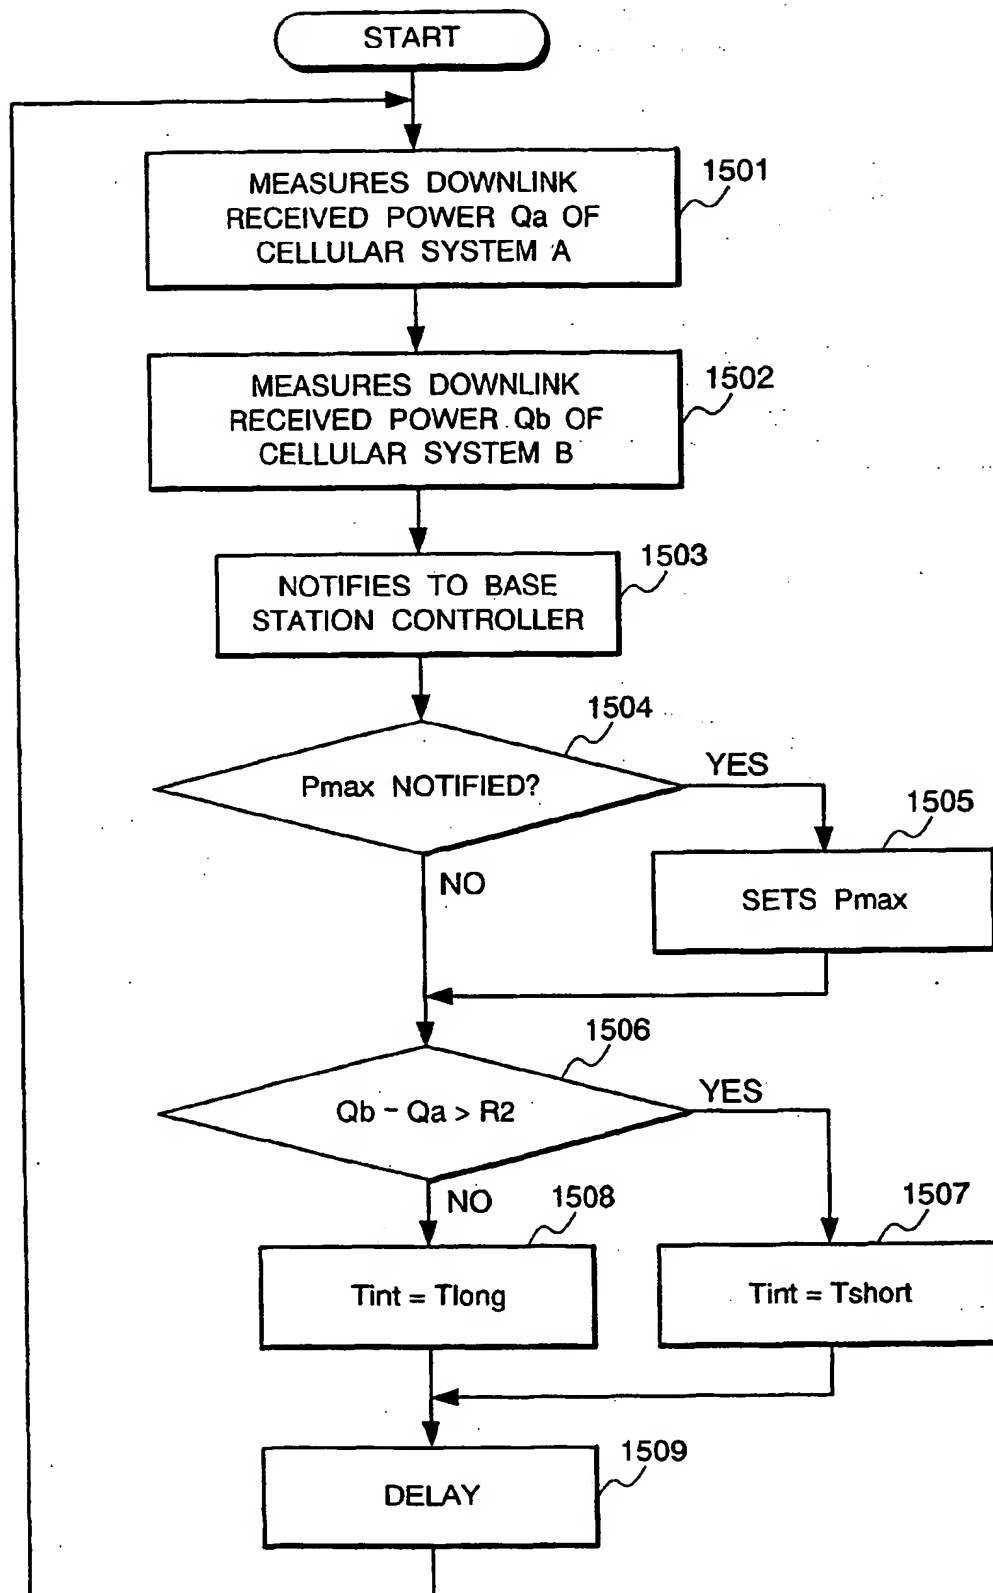 START
MEASURES DOWNLINK
RECEIVED POWER Qa OF
CELLULAR SYSTEM A
1501
MEASURES DOWNLINK
RECEIVED POWER Qb OF
CELLULAR SYSTEM B
1502
NOTIFIES TO BASE
STATION CONTROLLER
1503
1504
Pmax NOTIFIED?
YES
NO
1505
SETS Pmax
1506
Qb - Qa > R2
YES
NO
1508
Tint = Tlong
1507
Tint = Tshort
1509
DELAY